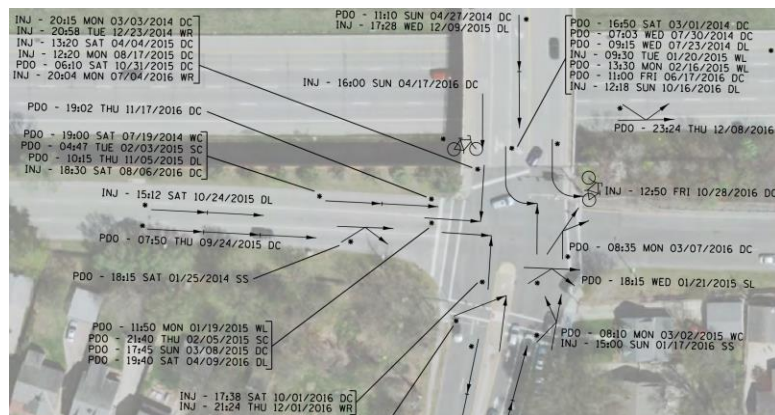 INJ - 20:15 MON 03/03/2014 DC
INJ - 20:58 TUE 12/23/2014 WR
INJ - 13:20 SAT 04/04/2015 DC
INJ - 12:20 MON 08/17/2015 DC
PDO - 06:10 SAT 10/31/2015 DC
INJ - 20:04 MON 07/04/2016 WR
PDO - 11:10 SUN 04/27/2014 DC
INJ - 17:28 WED 12/09/2015 DL
PDO - 16:50 SAT 03/01/2014 DC
PDO - 07:03 WED 07/30/2014 DC
PDO - 09:15 WED 07/23/2014 DL
INJ - 09:30 TUE 01/20/2015 WL
PDO - 13:30 MON 02/16/2015 WL
PDO - 11:00 FRI 06/17/2016 DC
INJ - 12:18 SUN 10/16/2016 DL
INJ - 16:00 SUN 04/17/2016 DC
PDO - 19:02 THU 11/17/2016 DC
PDO - 23:24 THU 12/08/2016
PDO - 19:00 SAT 07/19/2014 WC
PDO - 04:47 TUE 02/03/2015 SC
PDO - 10:15 THU 11/05/2015 DL
INJ - 18:30 SAT 08/06/2016 DC
INJ - 15:12 SAT 10/24/2015 DL
INJ - 12:50 FRI 10/28/2016 DC
PDO - 07:50 THU 09/24/2015 DC
PDO - 08:35 MON 03/07/2016 DC
PDO - 18:15 SAT 01/25/2014 SS
PDO - 18:15 WED 01/21/2015 SL
PDO - 11:50 MON 01/19/2015 WL
PDO - 21:40 THU 02/05/2015 SC
PDO - 17:45 SUN 03/08/2015 DC
PDO - 19:40 SAT 04/09/2016 DL
PDO - 08:10 MON 03/02/2015 WC
INJ - 15:00 SUN 01/17/2016 SS
INJ - 17:38 SAT 10/01/2016 DC
INJ - 21:24 THU 12/01/2016 WR